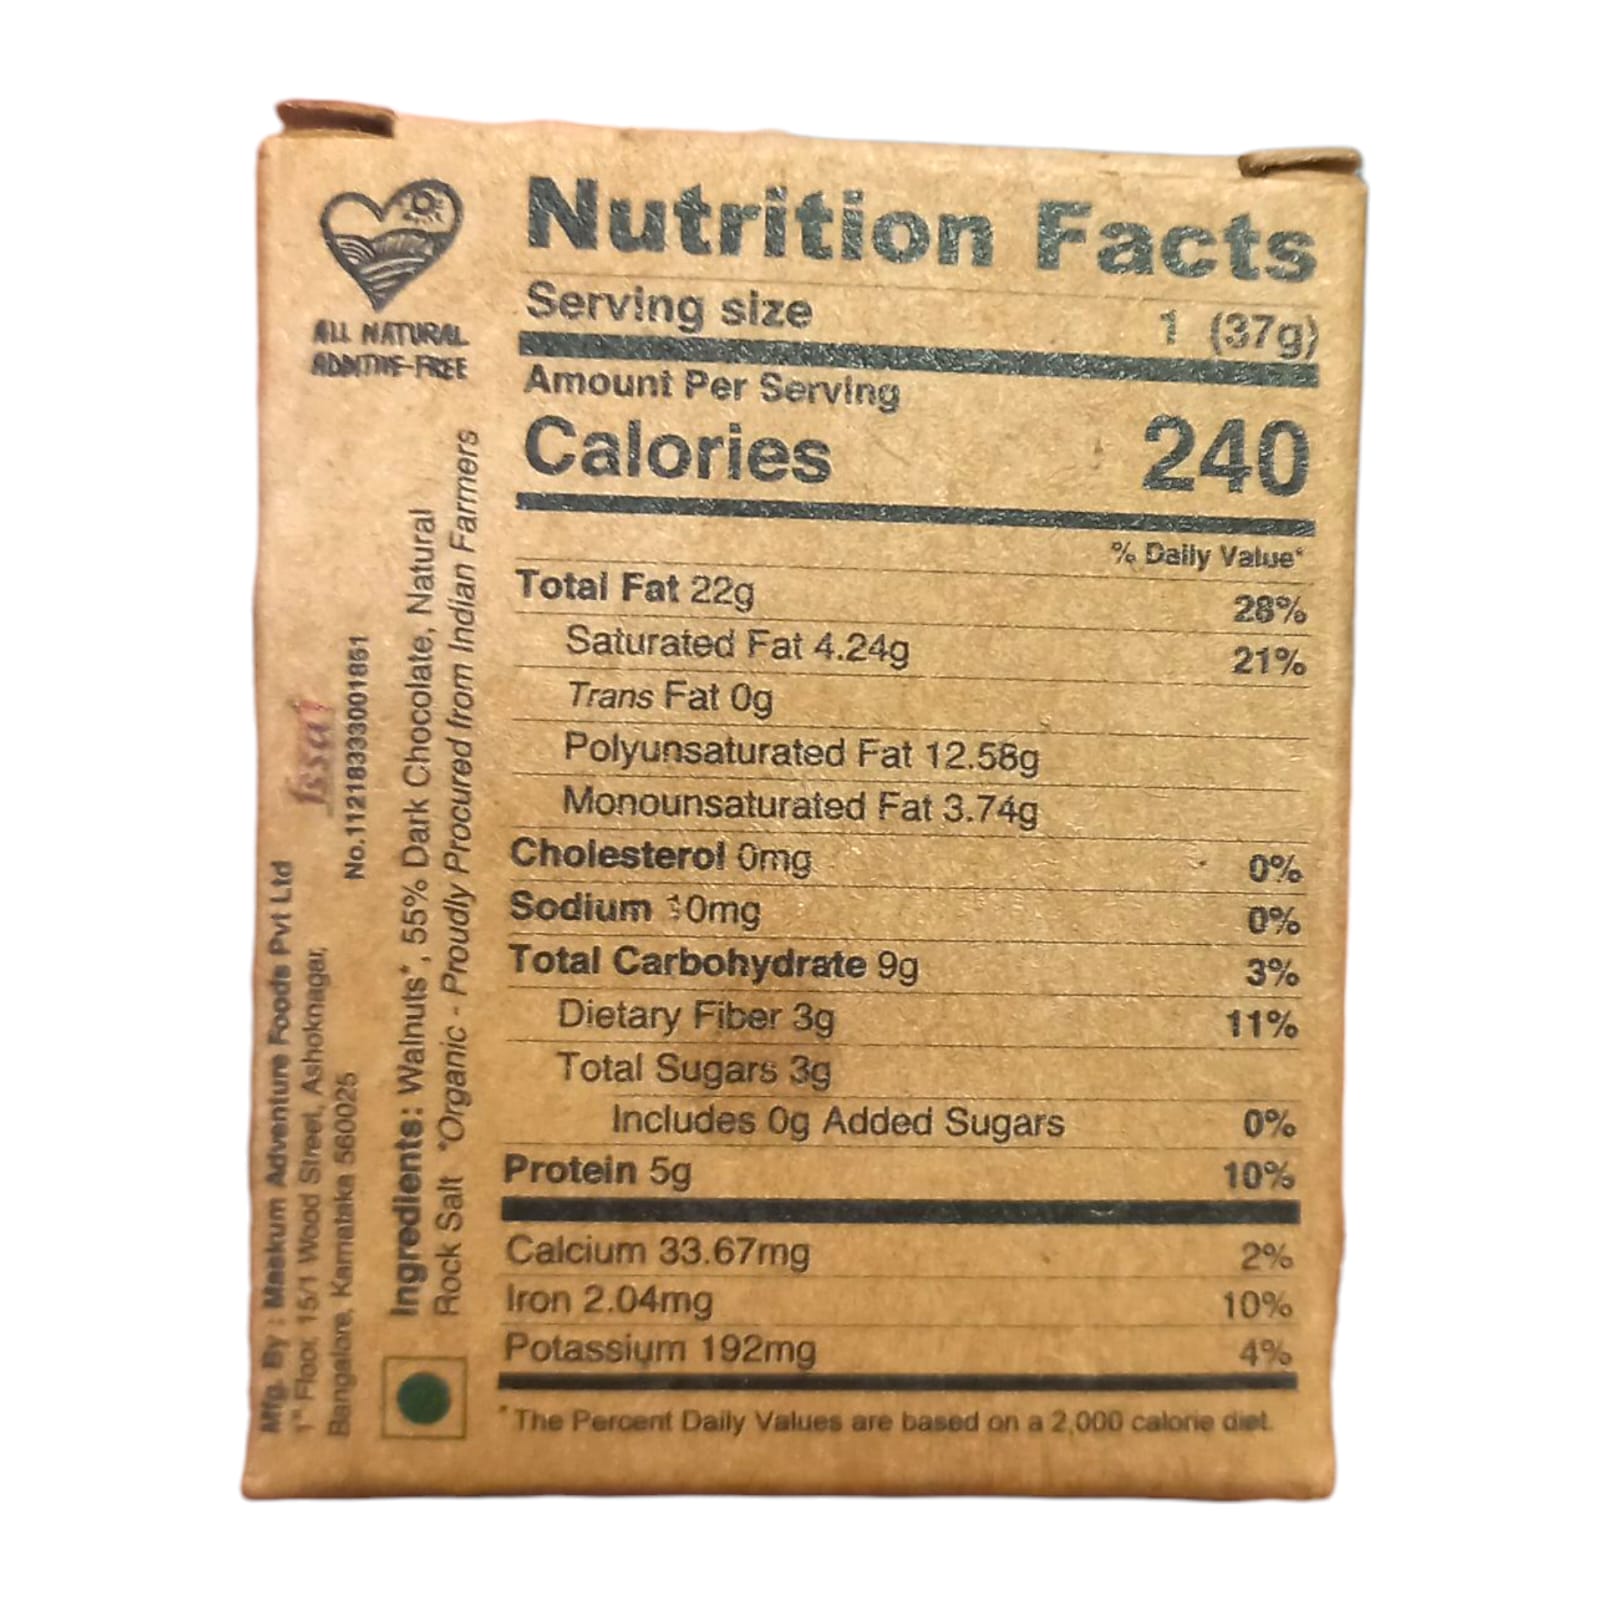 ALL NATURAL
ADDITIVE-FREE
Nutrition Facts
Serving size 1 (37g)
Amount Per Serving
Calories 240
% Daily Value*
Total Fat 22g 28%
Saturated Fat 4.24g 21%
Trans Fat 0g
Polyunsaturated Fat 12.58g
Monounsaturated Fat 3.74g
Cholesterol 0mg 0%
Sodium 10mg 0%
Total Carbohydrate 9g 3%
Dietary Fiber 3g 11%
Total Sugars 3g
Includes 0g Added Sugars 0%
Protein 5g 10%
Calcium 33.67mg 2%
Iron 2.04mg 10%
Potassium 192mg 4%
*The Percent Daily Values are based on a 2,000 calorie diet.
Mfg. By : Maskum Adventure Foods Pvt Ltd
1st Floor, 15/1 Wood Street, Ashoknagar,
Bangalore, Karnataka 560025
fssai
No.11218333001851
Ingredients: Walnuts*, 55% Dark Chocolate, Natural
Rock Salt *Organic - Proudly Procured from Indian Farmers